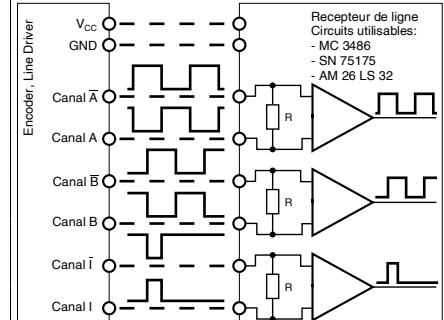 Encoder, Line Driver
VCC
GND
Canal A̅
Canal A
Canal B̅
Canal B
Canal I̅
Canal I
Recepteur de ligne
Circuits utilisables:
- MC 3486
- SN 75175
- AM 26 LS 32
R
R
R